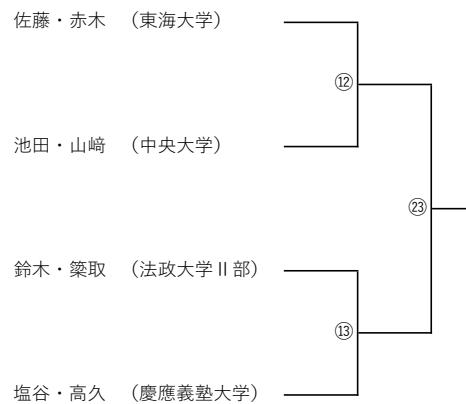 佐藤・赤木 （東海大学）
⑫
池田・山﨑 （中央大学）
㉓
鈴木・築取 （法政大学Ⅱ部）
⑬
塩谷・高久 （慶應義塾大学）